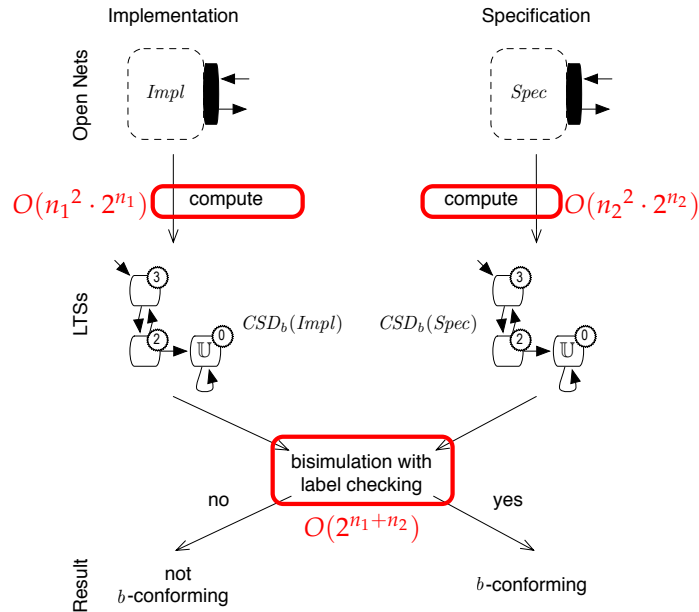 Implementation Specification
Open Nets
Impl Spec
O(n₁² · 2^{n₁}) compute compute O(n₂² · 2^{n₂})
LTSs
3 3
CSD_b(Impl) CSD_b(Spec)
2 𝕌 0 2 𝕌 0
bisimulation with
label checking
no yes
O(2^{n₁+n₂})
Result
not
b-conforming b-conforming